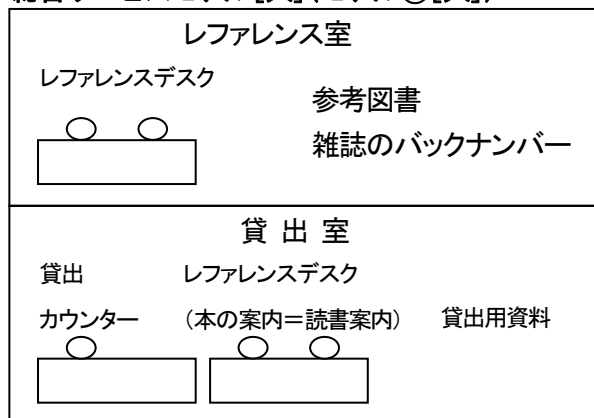 レファレンス室
レファレンスデスク
参考図書
雑誌のバックナンバー
貸 出 室
貸出
レファレンスデスク
カウンター
(本の案内=読書案内)
貸出用資料